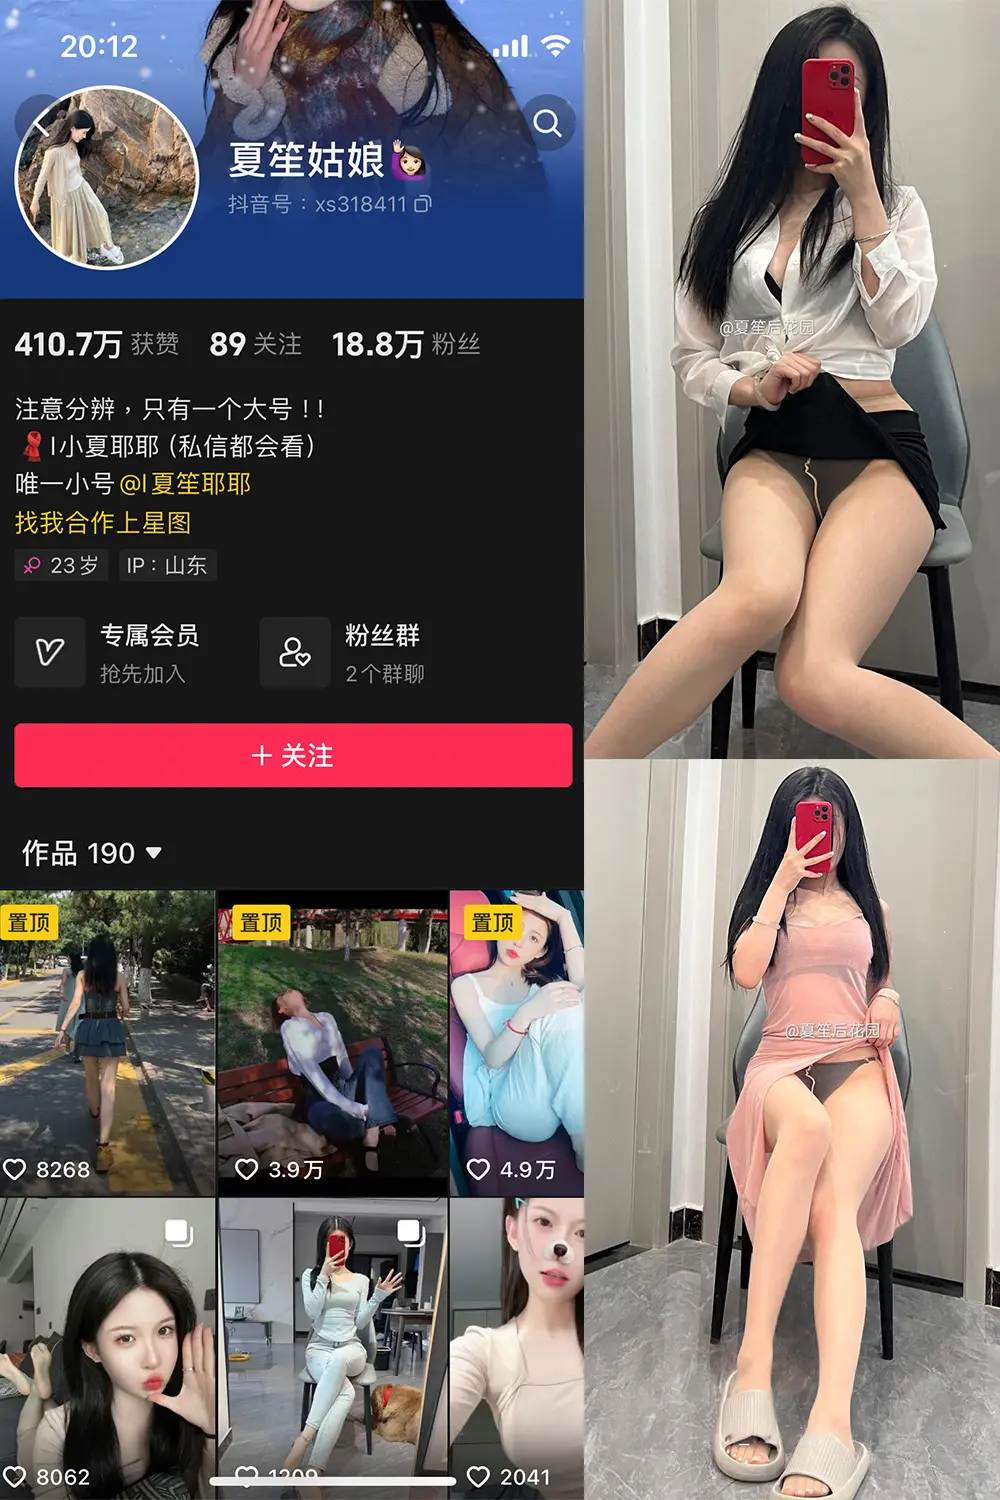 20:12
夏笙姑娘
抖音号：xs318411
410.7万 获赞 89 关注 18.8万 粉丝
注意分辨，只有一个大号！！
I小夏耶耶（私信都会看）
唯一小号@I夏笙耶耶
找我合作上星图
23岁 IP：山东
专属会员
抢先加入
粉丝群
2个群聊
＋关注
作品 190
置顶
8268
置顶
3.9万
置顶
4.9万
8062
1209
2041
@夏笙后花园
@夏笙后花园